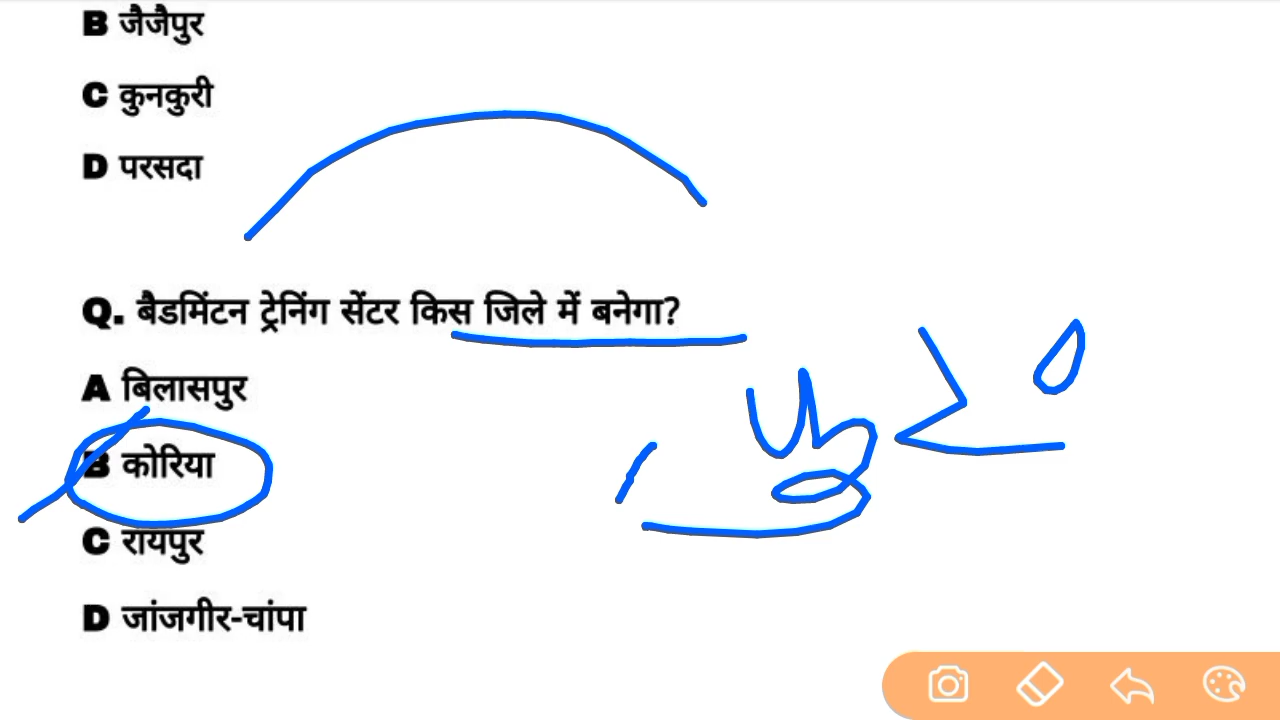 B जैजैपुर
C कुनकुरी
D परसदा
Q. बैडमिंटन ट्रेनिंग सेंटर किस जिले में बनेगा?
A बिलासपुर
B कोरिया
C रायपुर
D जांजगीर-चांपा